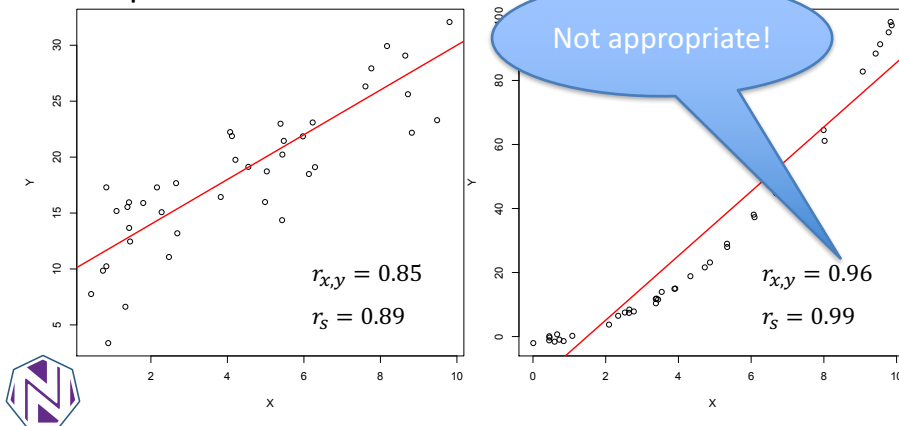 Not appropriate!
Y
30
25
20
15
10
5
r_{x,y} = 0.85
r_s = 0.89
2
4
6
8
10
X
Y
100
80
60
40
20
0
r_{x,y} = 0.96
r_s = 0.99
0
2
4
6
8
10
X
N